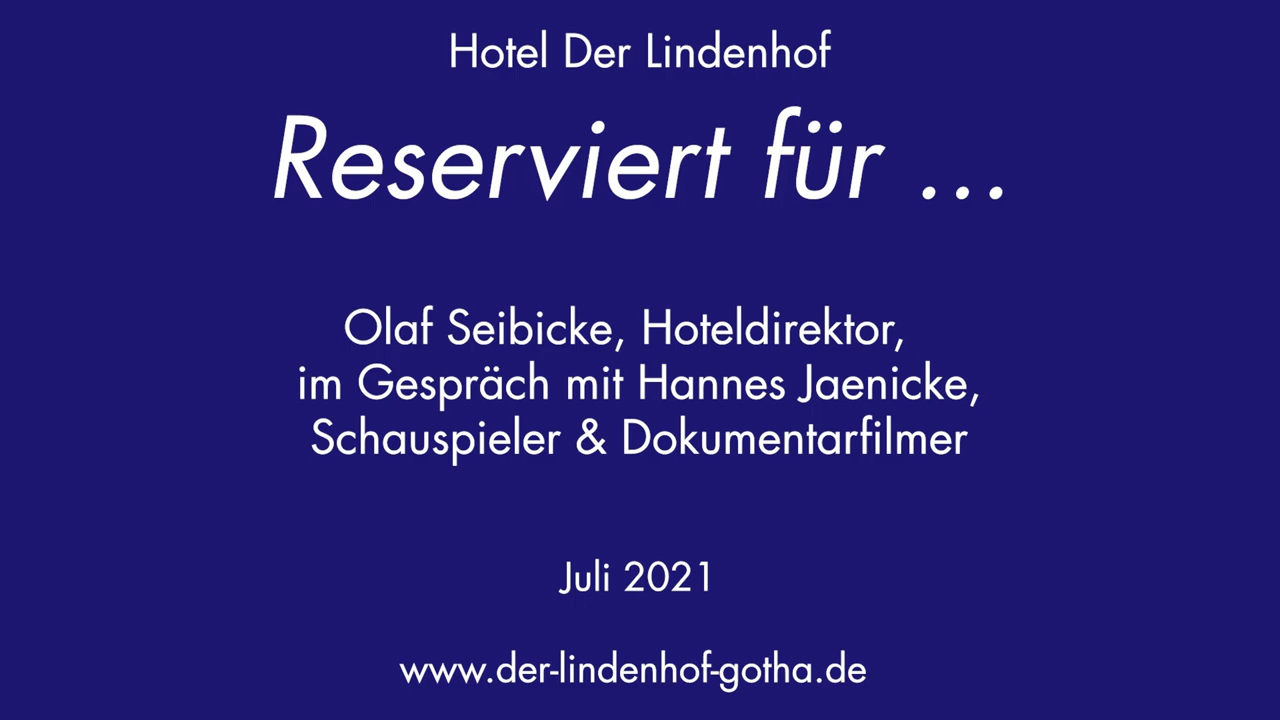 Hotel Der Lindenhof
Reserviert für ...
Olaf Seibicke, Hoteldirektor,
im Gespräch mit Hannes Jaenicke,
Schauspieler & Dokumentarfilmer
Juli 2021
www.der-lindenhof-gotha.de